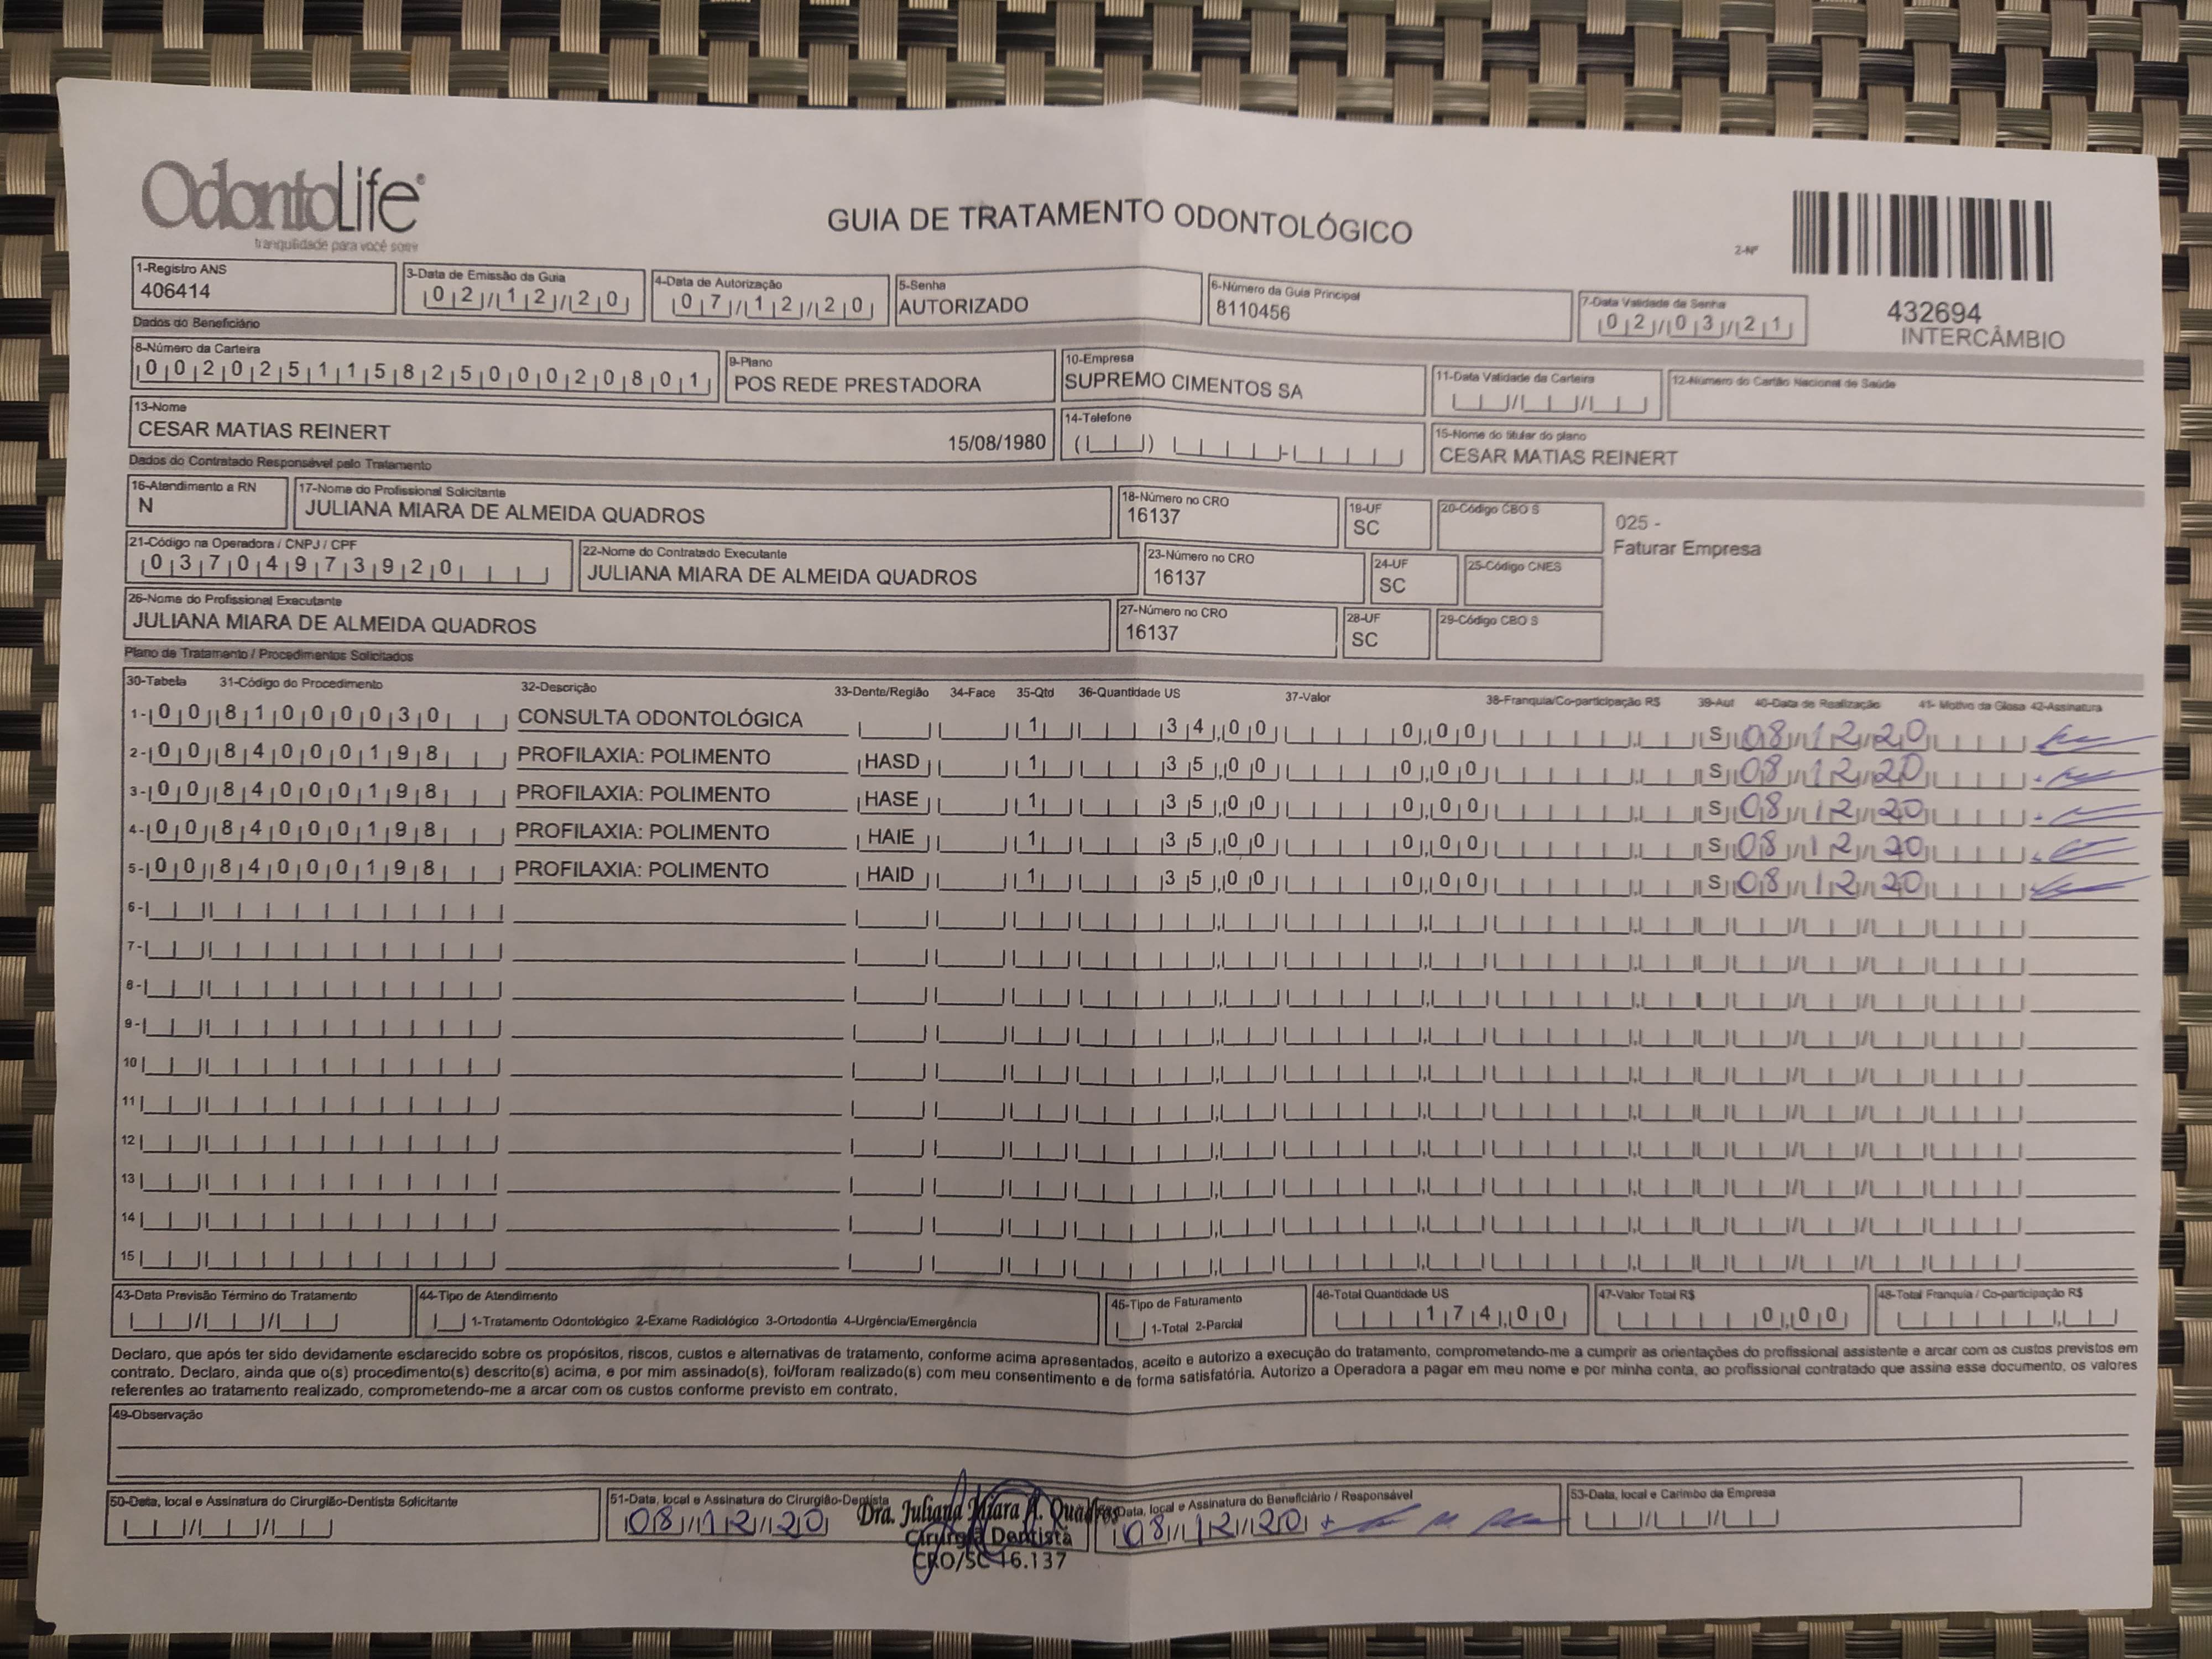 OdontoLife®
tranquilidade para você sorrir
GUIA DE TRATAMENTO ODONTOLÓGICO
2-Nº
432694
INTERCÂMBIO
1-Registro ANS
406414
3-Data de Emissão da Guia
02/12/20
4-Data de Autorização
07/12/20
5-Senha
AUTORIZADO
6-Número da Guia Principal
8110456
7-Data Validade da Senha
02/03/21
Dados do Beneficiário
8-Número da Carteira
00202511582500020801
9-Plano
POS REDE PRESTADORA
10-Empresa
SUPREMO CIMENTOS SA
11-Data Validade da Carteira
12-Número do Cartão Nacional de Saúde
13-Nome
CESAR MATIAS REINERT 15/08/1980
14-Telefone
15-Nome do titular do plano
CESAR MATIAS REINERT
Dados do Contratado Responsável pelo Tratamento
16-Atendimento a RN
N
17-Nome do Profissional Solicitante
JULIANA MIARA DE ALMEIDA QUADROS
18-Número no CRO
16137
19-UF
SC
20-Código CBO S
025 -
Faturar Empresa
21-Código na Operadora / CNPJ / CPF
03704973920
22-Nome do Contratado Executante
JULIANA MIARA DE ALMEIDA QUADROS
23-Número no CRO
16137
24-UF
SC
25-Código CNES
26-Nome do Profissional Executante
JULIANA MIARA DE ALMEIDA QUADROS
27-Número no CRO
16137
28-UF
SC
29-Código CBO S
Plano de Tratamento / Procedimentos Solicitados
30-Tabela 31-Código do Procedimento 32-Descrição 33-Dente/Região 34-Face 35-Qtd 36-Quantidade US 37-Valor 38-Franquia/Co-participação R$ 39-Aut 40-Data de Realização 41- Motivo da Glosa 42-Assinatura
1- 00 81000030 CONSULTA ODONTOLÓGICA 1 34,00 0,00 S 08/12/20
2- 00 84000198 PROFILAXIA: POLIMENTO HASD 1 35,00 0,00 S 08/12/20
3- 00 84000198 PROFILAXIA: POLIMENTO HASE 1 35,00 0,00 S 08/12/20
4- 00 84000198 PROFILAXIA: POLIMENTO HAIE 1 35,00 0,00 S 08/12/20
5- 00 84000198 PROFILAXIA: POLIMENTO HAID 1 35,00 0,00 S 08/12/20
6-
7-
8-
9-
10
11
12
13
14
15
43-Data Previsão Término do Tratamento
44-Tipo de Atendimento
1-Tratamento Odontológico 2-Exame Radiológico 3-Ortodontia 4-Urgência/Emergência
45-Tipo de Faturamento
1-Total 2-Parcial
46-Total Quantidade US
174,00
47-Valor Total R$
0,00
48-Total Franquia / Co-participação R$
Declaro, que após ter sido devidamente esclarecido sobre os propósitos, riscos, custos e alternativas de tratamento, conforme acima apresentados, aceito e autorizo a execução do tratamento, comprometendo-me a cumprir as orientações do profissional assistente e arcar com os custos previstos em
contrato. Declaro, ainda que o(s) procedimento(s) descrito(s) acima, e por mim assinado(s), foi/foram realizado(s) com meu consentimento e de forma satisfatória. Autorizo a Operadora a pagar em meu nome e por minha conta, ao profissional contratado que assina esse documento, os valores
referentes ao tratamento realizado, comprometendo-me a arcar com os custos conforme previsto em contrato.
49-Observação
50-Data, local e Assinatura do Cirurgião-Dentista Solicitante
51-Data, local e Assinatura do Cirurgião-Dentista
08/12/20
Dra. Juliana Miara A. Quadros
Cirurgiã Dentista
CRO/SC 16.137
Data, local e Assinatura do Beneficiário / Responsável
08/12/20
53-Data, local e Carimbo da Empresa